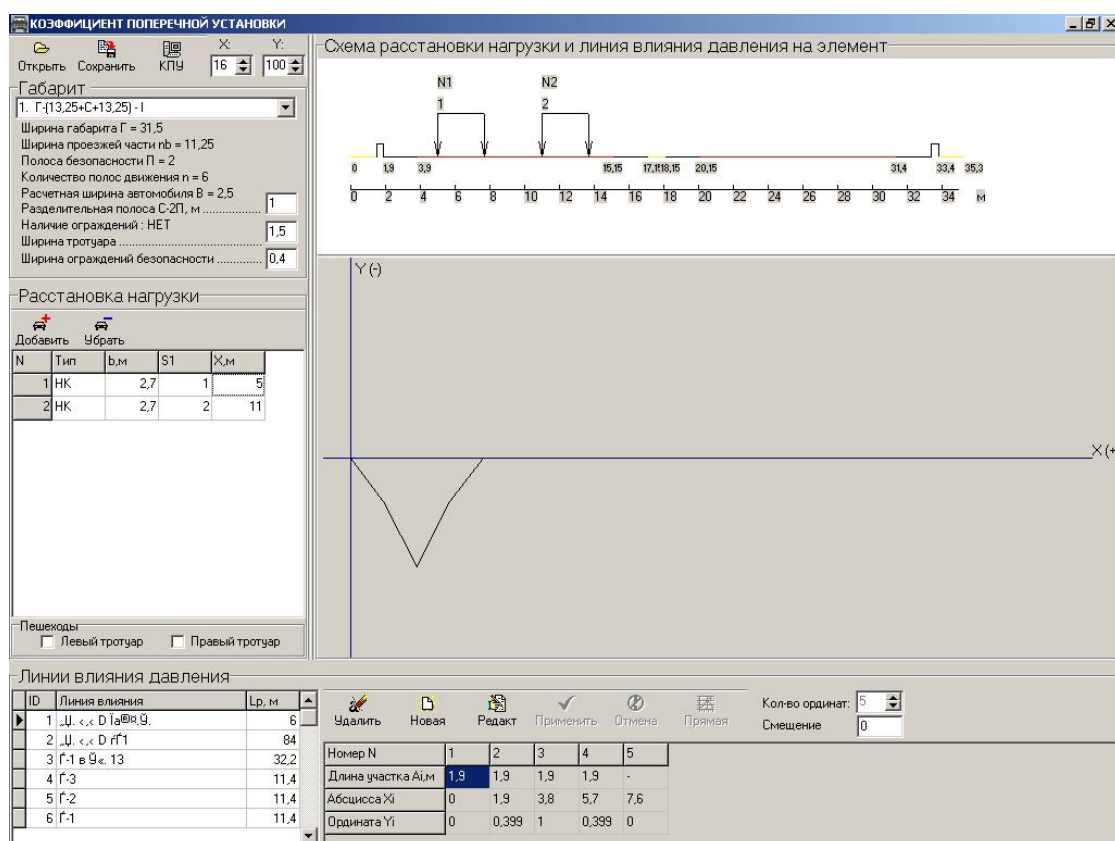 КОЭФФИЦИЕНТ ПОПЕРЕЧНОЙ УСТАНОВКИ
Открыть Сохранить КПУ X: 16 Y: 100
Габарит
1. Г-(13,25+С+13,25) - I
Ширина габарита Г = 31,5
Ширина проезжей части nb = 11,25
Полоса безопасности П = 2
Количество полос движения n = 6
Расчетная ширина автомобиля В = 2,5
Разделительная полоса С-2П, м 1
Наличие ограждений : НЕТ
Ширина тротуара 1,5
Ширина ограждений безопасности 0,4
Расстановка нагрузки
Добавить Убрать
N Тип b,м S1 X,м
1 НК 2,7 1 5
2 НК 2,7 2 11
Пешеходы
Левый тротуар Правый тротуар
Схема расстановки нагрузки и линия влияния давления на элемент
N1 N2
1 2
0 1,9 3,9 15,15 18,15 20,15 31,4 33,4 35,3
0 2 4 6 8 10 12 14 16 18 20 22 24 26 28 30 32 34 м
Y (-)
X (+
Линии влияния давления
ID Линия влияния Lp, м
1 6
2 84
3 32,2
4 Ѓ-3 11,4
5 Ѓ-2 11,4
6 Ѓ-1 11,4
Удалить Новая Редакт Применить Отмена Прямая
Кол-во ординат: 5
Смещение 0
Номер N 1 2 3 4 5
Длина участка Ai,м 1,9 1,9 1,9 1,9 -
Абсцисса Xi 0 1,9 3,8 5,7 7,6
Ордината Yi 0 0,399 1 0,399 0